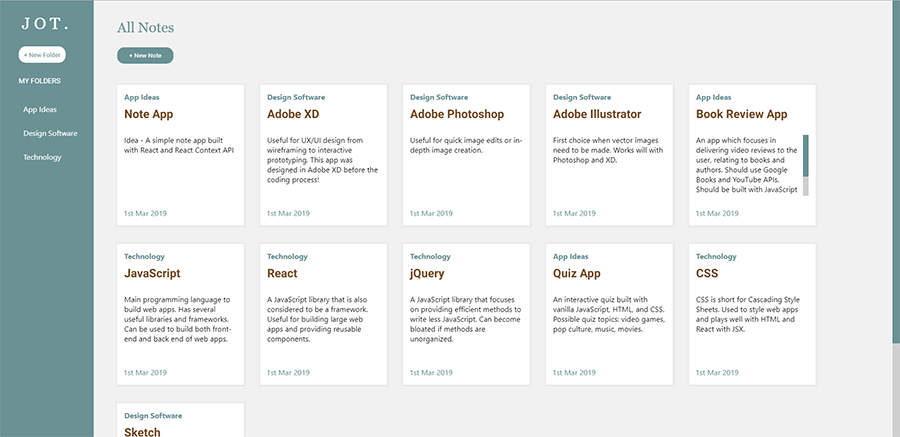 JOT.
+ New Folder
MY FOLDERS
App Ideas
Design Software
Technology
All Notes
+ New Note
App Ideas
Note App
Idea - A simple note app built
with React and React Context API
1st Mar 2019
Design Software
Adobe XD
Useful for UX/UI design from
wireframing to interactive
prototyping. This app was
designed in Adobe XD before the
coding process!
1st Mar 2019
Design Software
Adobe Photoshop
Useful for quick image edits or in-
depth image creation.
1st Mar 2019
Design Software
Adobe Illustrator
First choice when vector images
need to be made. Works will with
Photoshop and XD.
1st Mar 2019
App Ideas
Book Review App
An app which focuses in
delivering video reviews to the
user, relating to books and
authors. Should use Google
Books and YouTube APIs.
Should be built with JavaScript
1st Mar 2019
Technology
JavaScript
Main programming language to
build web apps. Has several
useful libraries and frameworks.
Can be used to build both front-
end and back end of web apps.
1st Mar 2019
Technology
React
A JavaScript library that is also
considered to be a framework.
Useful for building large web
apps and providing reusable
components.
1st Mar 2019
Technology
jQuery
A JavaScript library that focuses
on providing efficient methods to
write less JavaScript. Can become
bloated if methods are
unorganized.
1st Mar 2019
App Ideas
Quiz App
An interactive quiz built with
vanilla JavaScript, HTML, and CSS.
Possible quiz topics: video games,
pop culture, music, movies.
1st Mar 2019
Technology
CSS
CSS is short for Cascading Style
Sheets. Used to style web apps
and plays well with HTML and
React with JSX.
1st Mar 2019
Design Software
Sketch